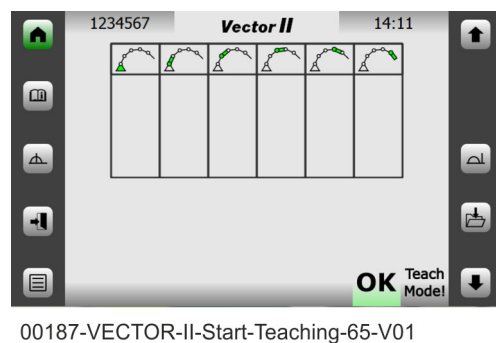 1234567 Vector II 14:11
OK Teach
Mode!
00187-VECTOR-II-Start-Teaching-65-V01